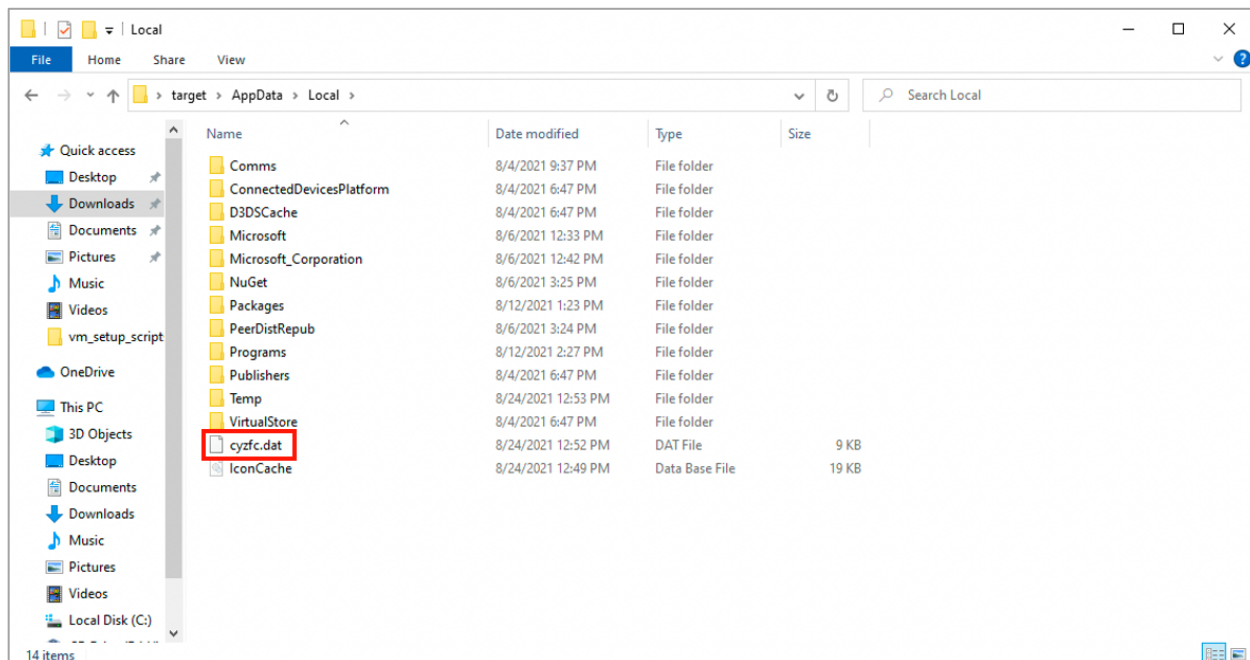 Local
File Home Share View
target > AppData > Local >
Search Local
Name Date modified Type Size
Quick access
Desktop
Downloads
Documents
Pictures
Music
Videos
vm_setup_script
OneDrive
This PC
3D Objects
Desktop
Documents
Downloads
Music
Pictures
Videos
Local Disk (C:)
Comms 8/4/2021 9:37 PM File folder
ConnectedDevicesPlatform 8/4/2021 6:47 PM File folder
D3DSCache 8/4/2021 6:47 PM File folder
Microsoft 8/6/2021 12:33 PM File folder
Microsoft_Corporation 8/6/2021 12:42 PM File folder
NuGet 8/6/2021 3:25 PM File folder
Packages 8/12/2021 1:23 PM File folder
PeerDistRepub 8/6/2021 3:24 PM File folder
Programs 8/12/2021 2:27 PM File folder
Publishers 8/4/2021 6:47 PM File folder
Temp 8/24/2021 12:53 PM File folder
VirtualStore 8/4/2021 6:47 PM File folder
cyzfc.dat 8/24/2021 12:52 PM DAT File 9 KB
IconCache 8/24/2021 12:49 PM Data Base File 19 KB
14 items